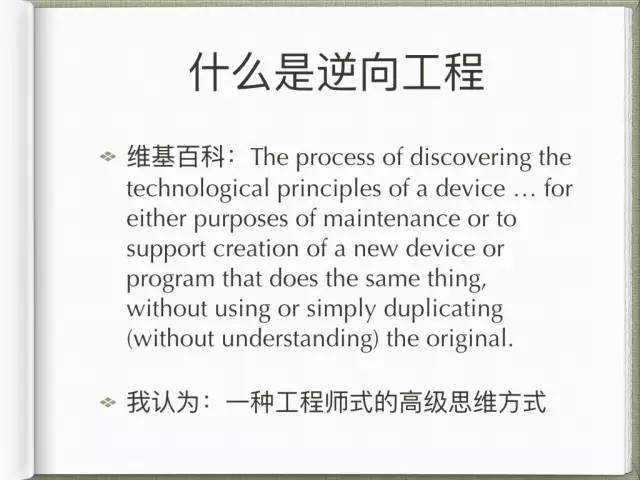 什么是逆向工程
维基百科：The process of discovering the
technological principles of a device … for
either purposes of maintenance or to
support creation of a new device or
program that does the same thing,
without using or simply duplicating
(without understanding) the original.
我认为：一种工程师式的高级思维方式